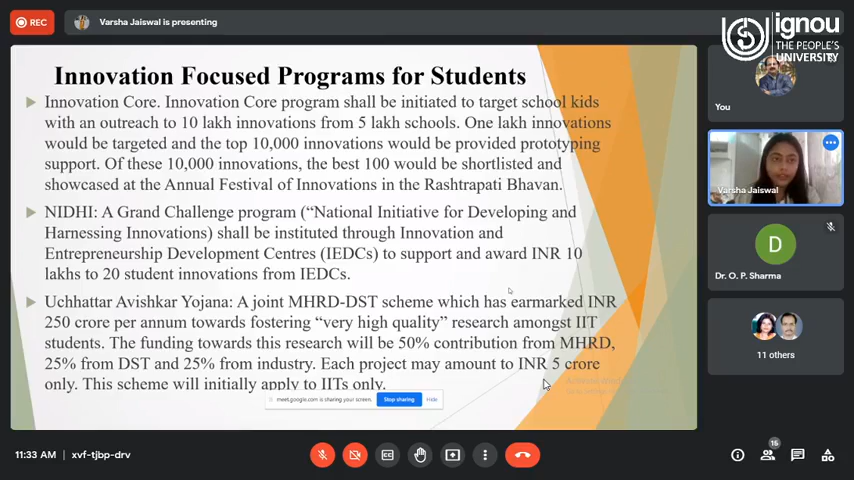 REC
Varsha Jaiswal is presenting
ignou
THE PEOPLE'S
UNIVERSITY
Innovation Focused Programs for Students
Innovation Core. Innovation Core program shall be initiated to target school kids
with an outreach to 10 lakh innovations from 5 lakh schools. One lakh innovations
would be targeted and the top 10,000 innovations would be provided prototyping
support. Of these 10,000 innovations, the best 100 would be shortlisted and
showcased at the Annual Festival of Innovations in the Rashtrapati Bhavan.
NIDHI: A Grand Challenge program (“National Initiative for Developing and
Harnessing Innovations) shall be instituted through Innovation and
Entrepreneurship Development Centres (IEDCs) to support and award INR 10
lakhs to 20 student innovations from IEDCs.
Uchhattar Avishkar Yojana: A joint MHRD-DST scheme which has earmarked INR
250 crore per annum towards fostering “very high quality” research amongst IIT
students. The funding towards this research will be 50% contribution from MHRD,
25% from DST and 25% from industry. Each project may amount to INR 5 crore
only. This scheme will initially apply to IITs only.
meet.google.com is sharing your screen.
Stop sharing
Hide
You
Varsha Jaiswal
D
Dr. O. P. Sharma
11 others
11:33 AM
xvf-tjbp-drv
15